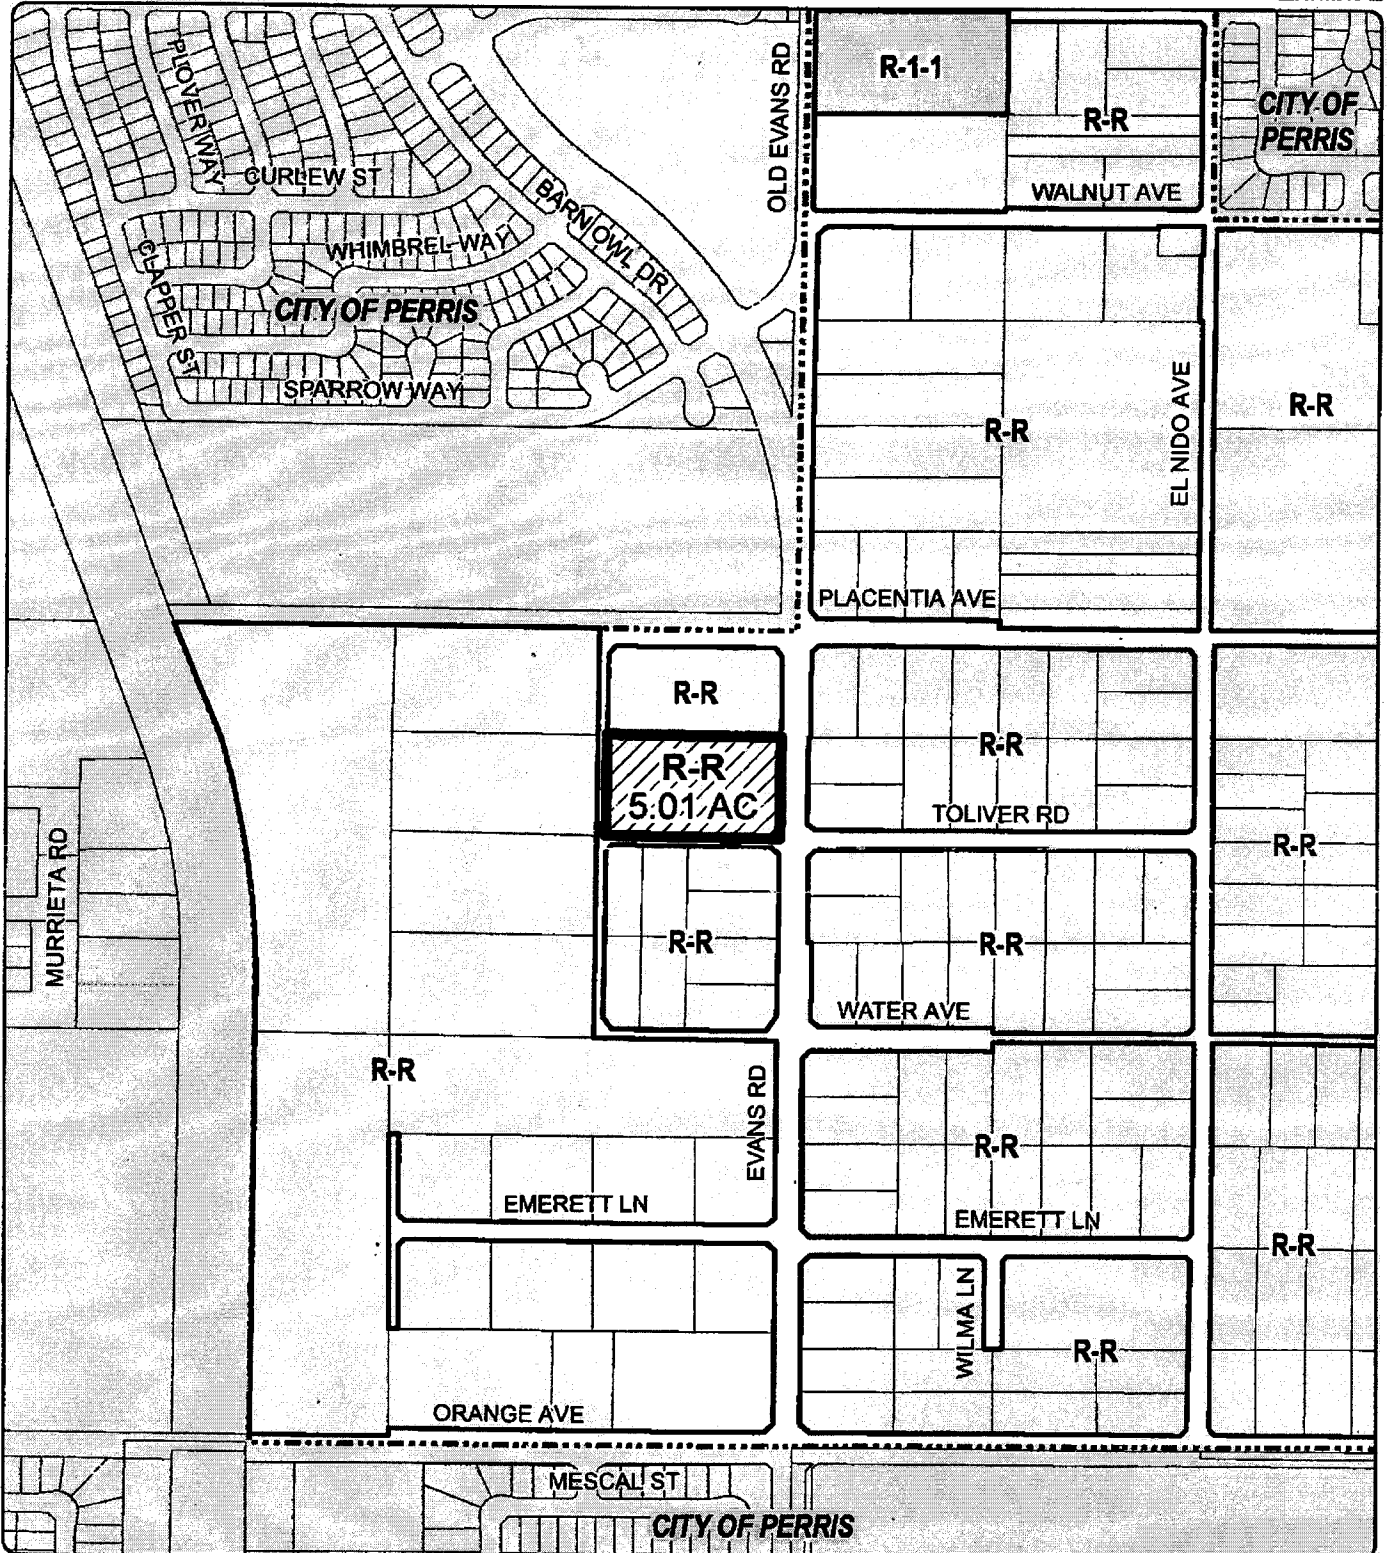 PLOVER WAY
OLD EVANS RD
R-1-1
R-R
CITY OF
PERRIS
CURLEW ST
BARN OWL DR
WALNUT AVE
WHIMBREL WAY
CLAPPER ST
CITY OF PERRIS
SPARROW WAY
EL NIDO AVE
R-R
R-R
PLACENTIA AVE
R-R
R-R
R-R
5.01 AC
TOLIVER RD
MURRIETA RD
R-R
R-R
R-R
WATER AVE
R-R
EVANS RD
R-R
EMERETT LN
EMERETT LN
R-R
WILMA LN
R-R
ORANGE AVE
MESCAL ST
CITY OF PERRIS